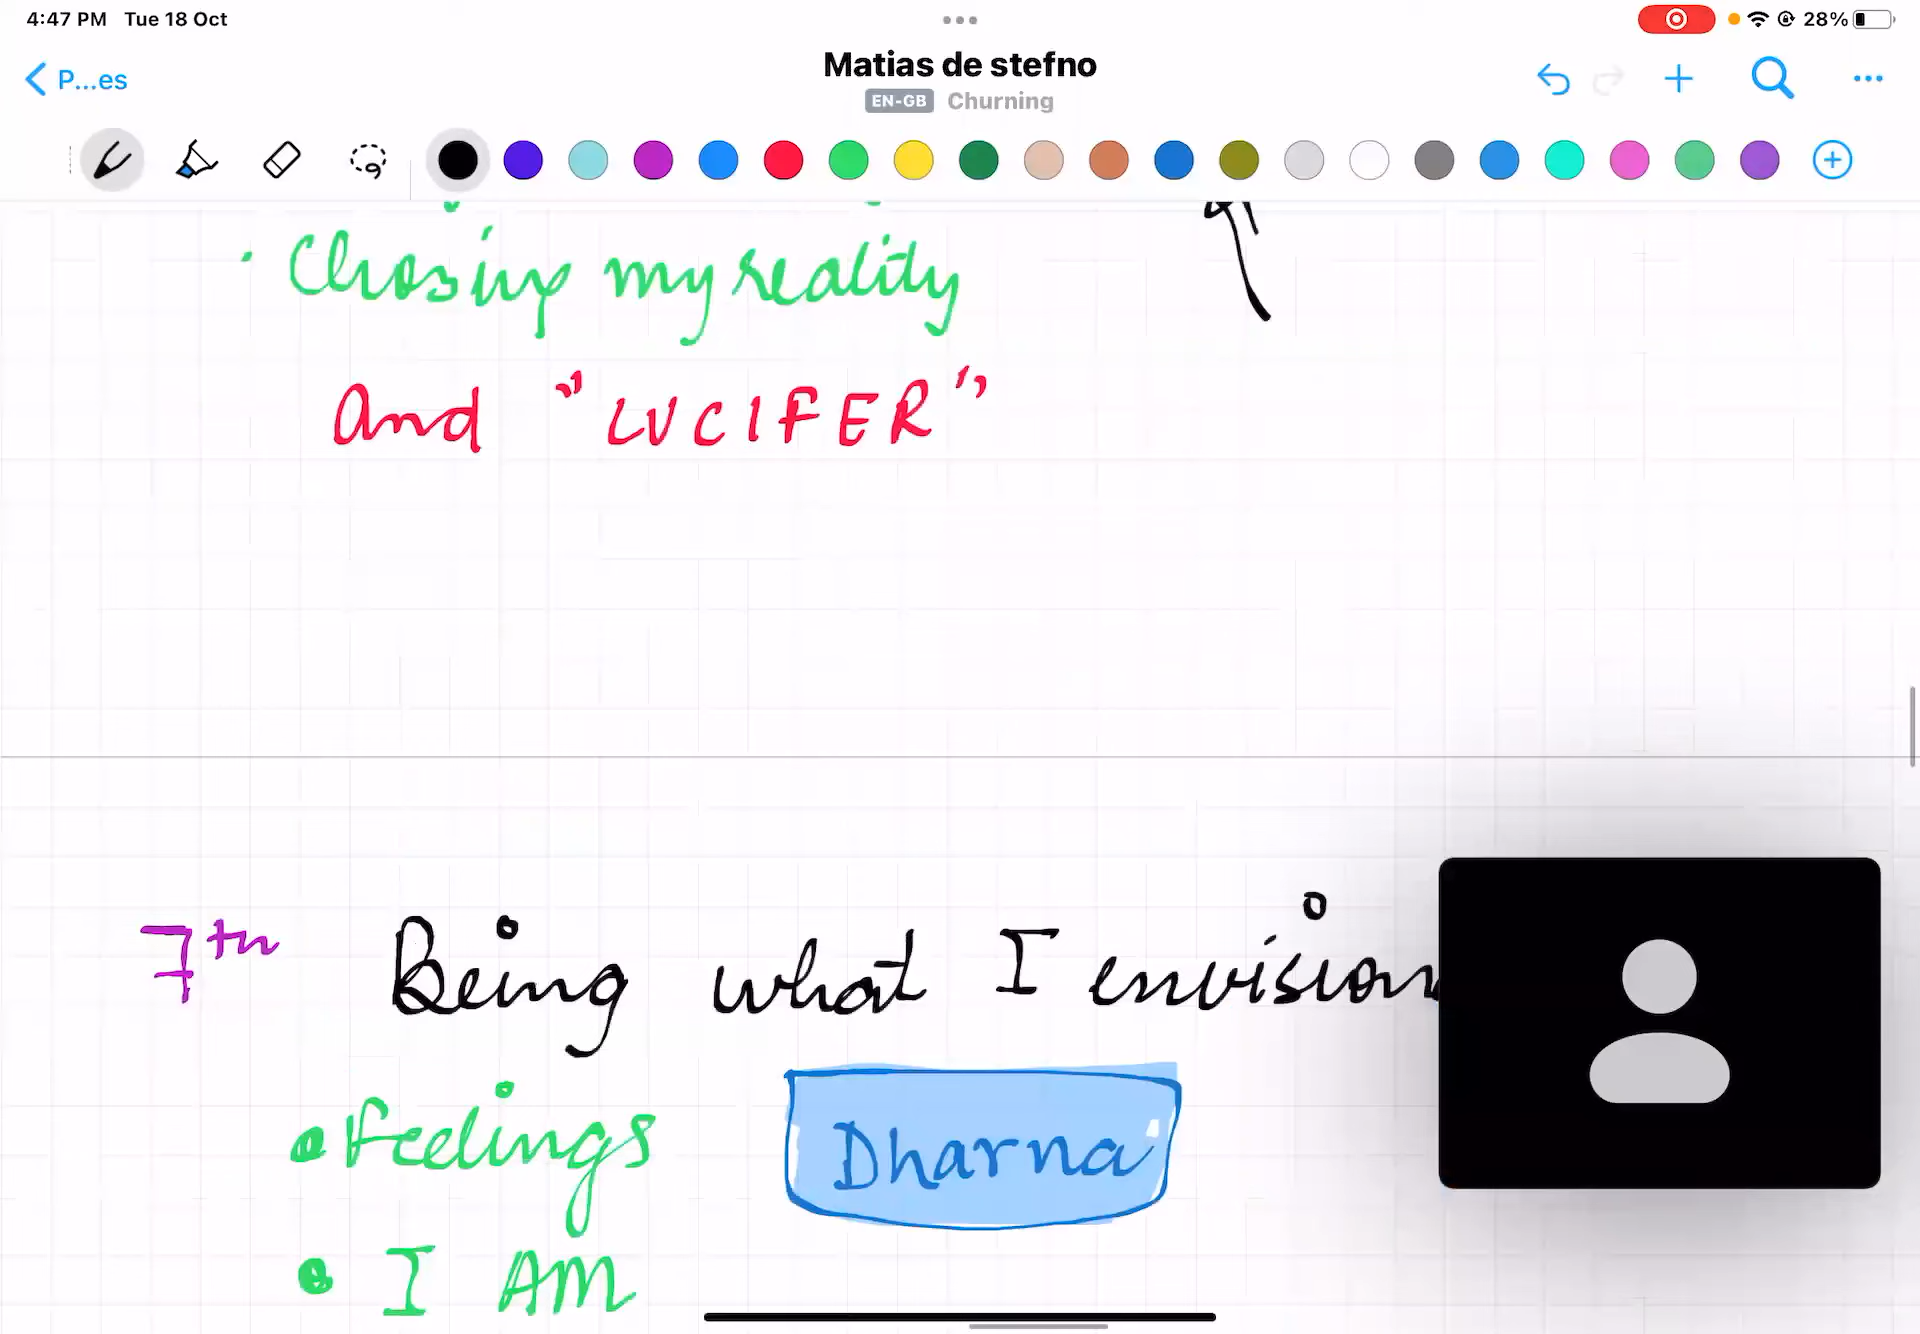 4:47 PM Tue 18 Oct
28%
P...es
Matias de stefno
EN-GB Churning
Chosing my reality
And "LUCIFER"
7th Being what I envision
Feelings
Dharna
I AM